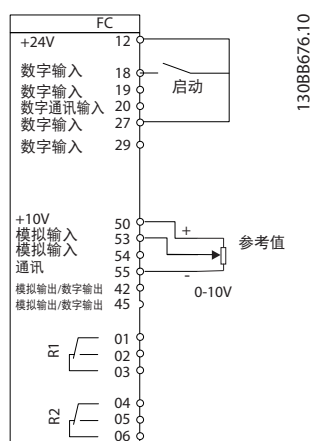 FC
+24V 12
数字输入 18
数字输入 19
数字通讯输入 20
数字输入 27
数字输入 29
启动
+10V 50
模拟输入 53
模拟输入 54
通讯 55
模拟输出/数字输出 42
模拟输出/数字输出 45
+
-
参考值
0-10V
R1
01
02
03
R2
04
05
06
130BB676.10